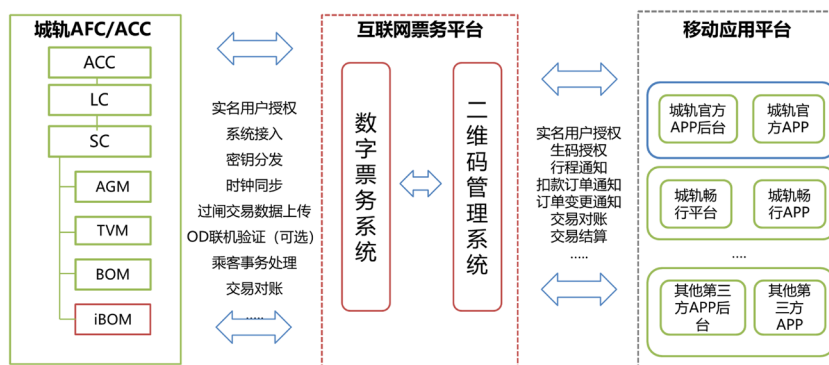 城轨AFC/ACC
ACC
LC
SC
AGM
TVM
BOM
iBOM
实名用户授权
系统接入
密钥分发
时钟同步
过闸交易数据上传
OD联机验证（可选）
乘客事务处理
交易对账
.....
互联网票务平台
数字票务系统
二维码管理系统
实名用户授权
生码授权
行程通知
扣款订单通知
订单变更通知
交易对账
交易结算
.....
移动应用平台
城轨官方
APP后台
城轨官
方APP
城轨畅
行平台
城轨畅
行APP
....
其他第三
方APP后
台
其他第
三方
APP